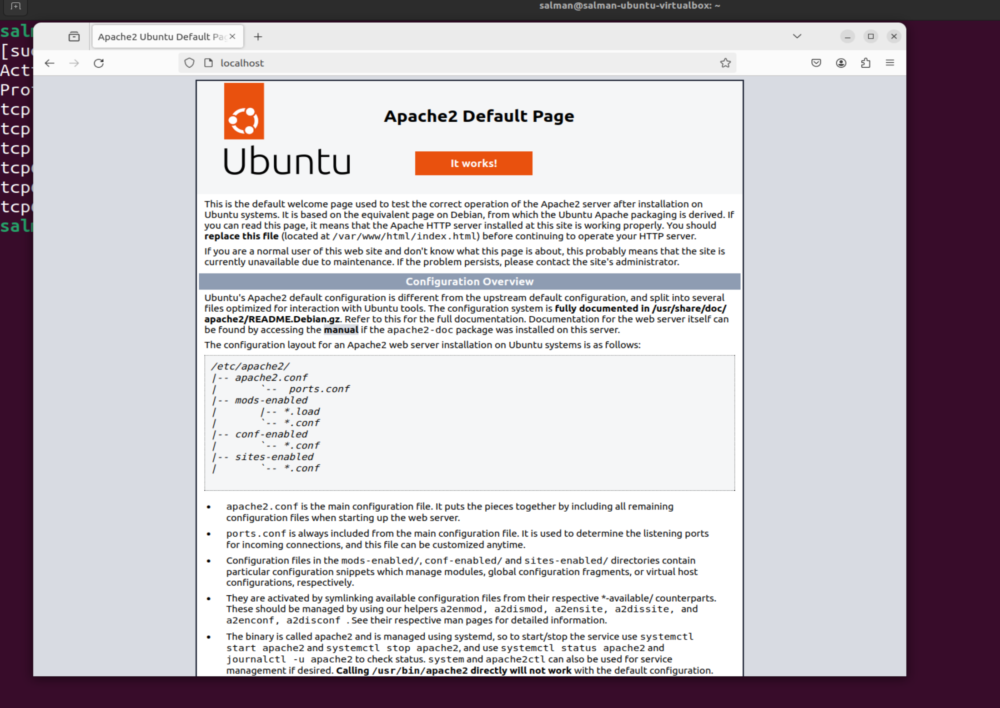 salman@salman-ubuntu-virtualbox: ~
Apache2 Ubuntu Default
localhost
tcp
tcp
tcp
Apache2 Default Page
Ubuntu
It works!
This is the default welcome page used to test the correct operation of the Apache2 server after installation on
Ubuntu systems. It is based on the equivalent page on Debian, from which the Ubuntu Apache packaging is derived. If
you can read this page, it means that the Apache HTTP server installed at this site is working properly. You should
replace this file (located at /var/www/html/index.html) before continuing to operate your HTTP server.
If you are a normal user of this web site and don't know what this page is about, this probably means that the site is
currently unavailable due to maintenance. If the problem persists, please contact the site's administrator.
Configuration Overview
Ubuntu's Apache2 default configuration is different from the upstream default configuration, and split into several
files optimized for interaction with Ubuntu tools. The configuration system is fully documented in /usr/share/doc/
apache2/README.Debian.gz. Refer to this for the full documentation. Documentation for the web server itself can
be found by accessing the manual if the apache2-doc package was installed on this server.
The configuration layout for an Apache2 web server installation on Ubuntu systems is as follows:
/etc/apache2/
|-- apache2.conf
|       `--  ports.conf
|-- mods-enabled
|       |-- *.load
|       `-- *.conf
|-- conf-enabled
|       `-- *.conf
|-- sites-enabled
|       `-- *.conf
• apache2.conf is the main configuration file. It puts the pieces together by including all remaining
configuration files when starting up the web server.
• ports.conf is always included from the main configuration file. It is used to determine the listening ports
for incoming connections, and this file can be customized anytime.
• Configuration files in the mods-enabled/, conf-enabled/ and sites-enabled/ directories contain
particular configuration snippets which manage modules, global configuration fragments, or virtual host
configurations, respectively.
• They are activated by symlinking available configuration files from their respective *-available/ counterparts.
These should be managed by using our helpers a2enmod, a2dismod, a2ensite, a2dissite, and
a2enconf, a2disconf . See their respective man pages for detailed information.
• The binary is called apache2 and is managed using systemd, so to start/stop the service use systemctl
start apache2 and systemctl stop apache2, and use systemctl status apache2 and
journalctl -u apache2 to check status. system and apache2ctl can also be used for service
management if desired. Calling /usr/bin/apache2 directly will not work with the default configuration.